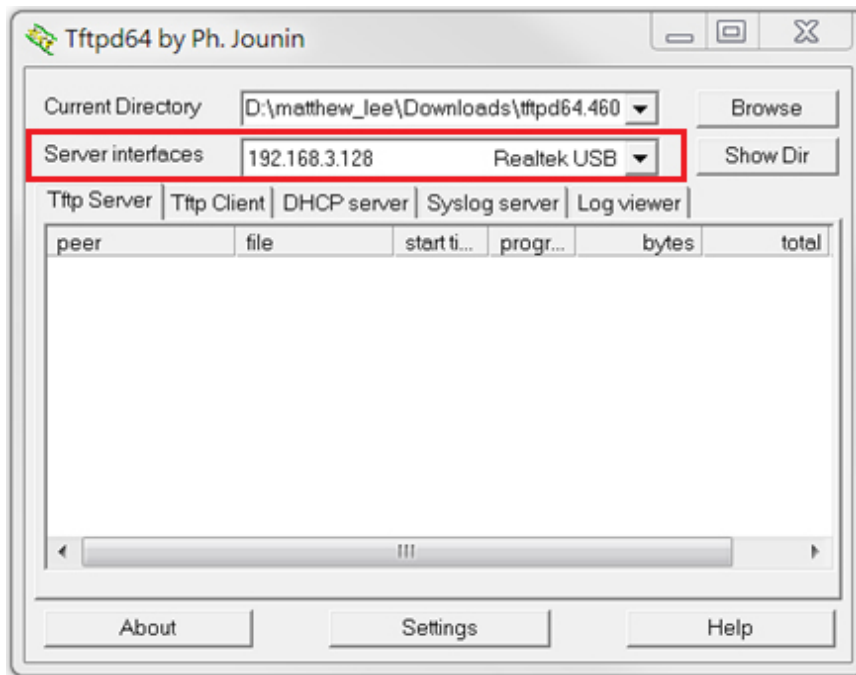 Tftpd64 by Ph. Jounin
Current Directory D:\matthew_lee\Downloads\tftpd64.460 Browse
Server interfaces 192.168.3.128 Realtek USB Show Dir
Tftp Server Tftp Client DHCP server Syslog server Log viewer
peer file start ti... progr... bytes total
About Settings Help